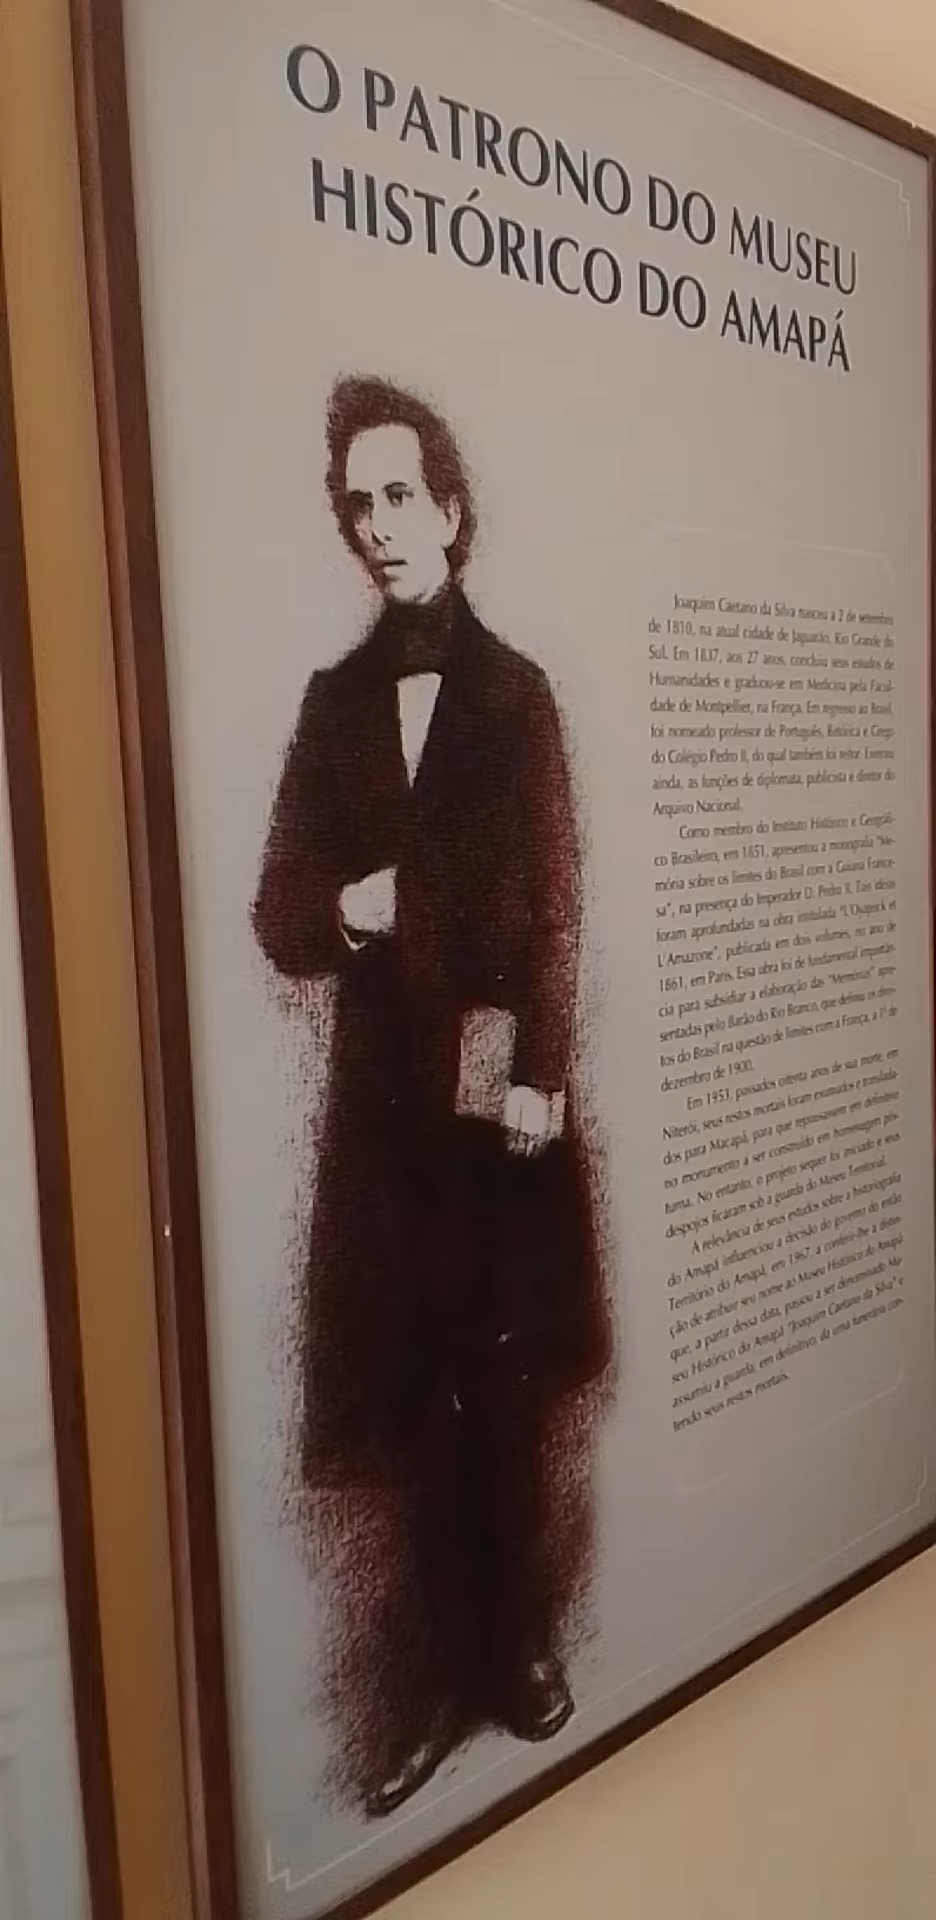 O PATRONO DO MUSEU
HISTÓRICO DO AMAPÁ
Joaquim Caetano da Silva nasceu a 2 de setembro
de 1810, na atual cidade de Jaguarão, Rio Grande do
Sul. Em 1837, aos 27 anos, concluiu seus estudos de
Humanidades e graduou-se em Medicina pela Facul-
dade de Montpellier, na França. Em regresso ao Brasil,
foi nomeado professor de Português, Retórica e Grego
do Colégio Pedro II, do qual também foi reitor. Exerceu
ainda, as funções de diplomata, publicista e diretor do
Arquivo Nacional.
Como membro do Instituto Histórico e Geográfi-
co Brasileiro, em 1851, apresentou a monografia "Me-
mória sobre os limites do Brasil com a Guiana France-
sa", na presença do Imperador D. Pedro II. Tais ideias
foram aprofundadas na obra intitulada "L'Oyapock et
L'Amazone", publicada em dois volumes, no ano de
1861, em Paris. Essa obra foi de fundamental importân-
cia para subsidiar a elaboração das "Memórias" apre-
sentadas pelo Barão do Rio Branco, que definiu os direi-
tos do Brasil na questão de limites com a França, a 1º de
dezembro de 1900.
Em 1953, passados oitenta anos de sua morte, em
Niterói, seus restos mortais foram exumados e translada-
dos para Macapá, para que repousassem em definitivo
no monumento a ser construído em homenagem pós-
tuma. No entanto, o projeto sequer foi iniciado e seus
despojos ficaram sob a guarda do Museu Territorial.
A relevância de seus estudos sobre a historiografia
do Amapá influenciou a decisão do governo do então
Território do Amapá, em 1967, a conferir-lhe a distin-
ção de atribuir seu nome ao Museu Histórico do Amapá
que, a partir dessa data, passou a ser denominado Mu-
seu Histórico do Amapá "Joaquim Caetano da Silva" e
assumiu a guarda, em definitivo, da urna funerária con-
tendo seus restos mortais.